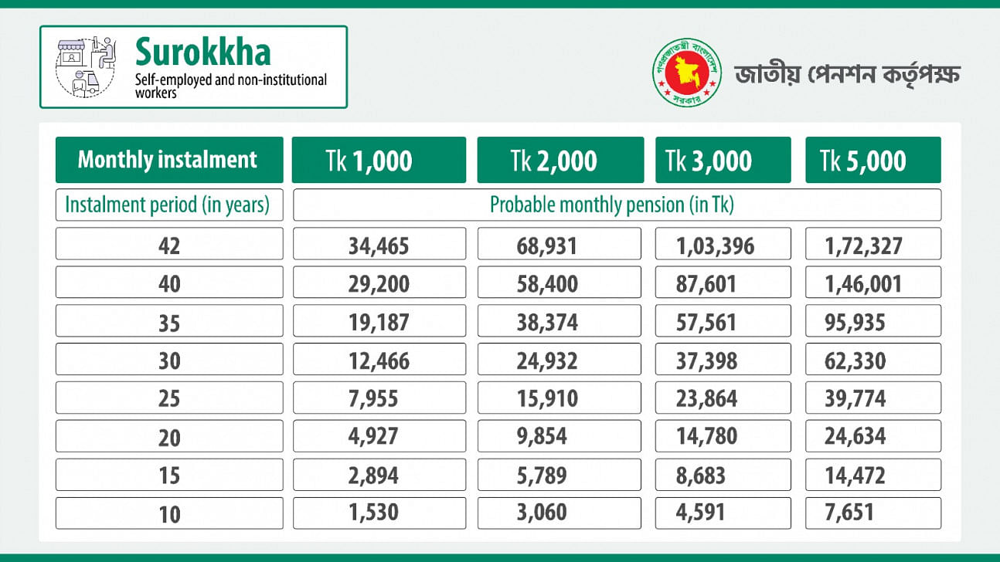 Surokkha
Self-employed and non-institutional
workers
গণপ্রজাতন্ত্রী বাংলাদেশ
সরকার
জাতীয় পেনশন কর্তৃপক্ষ
Monthly instalment Tk 1,000 Tk 2,000 Tk 3,000 Tk 5,000
Instalment period (in years) Probable monthly pension (in Tk)
42 34,465 68,931 1,03,396 1,72,327
40 29,200 58,400 87,601 1,46,001
35 19,187 38,374 57,561 95,935
30 12,466 24,932 37,398 62,330
25 7,955 15,910 23,864 39,774
20 4,927 9,854 14,780 24,634
15 2,894 5,789 8,683 14,472
10 1,530 3,060 4,591 7,651